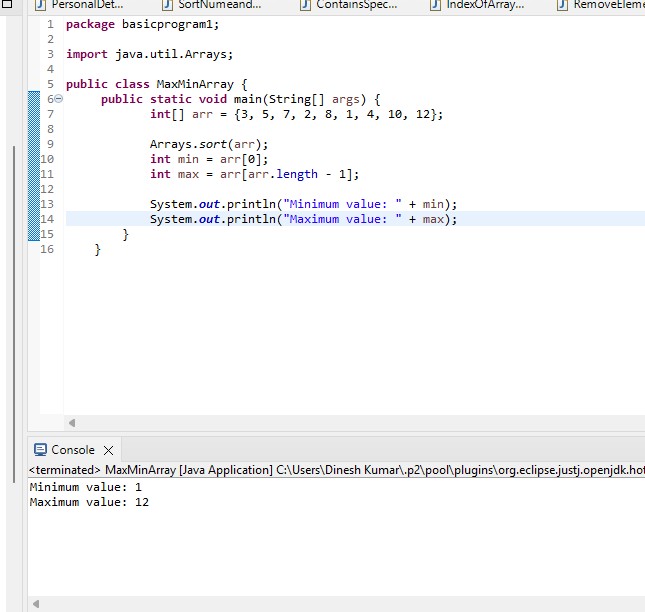 PersonalDet... SortNumeand... ContainsSpec... IndexOfArray... RemoveEleme
1 package basicprogram1;
2
3 import java.util.Arrays;
4
5 public class MaxMinArray {
6 public static void main(String[] args) {
7 int[] arr = {3, 5, 7, 2, 8, 1, 4, 10, 12};
8
9 Arrays.sort(arr);
10 int min = arr[0];
11 int max = arr[arr.length - 1];
12
13 System.out.println("Minimum value: " + min);
14 System.out.println("Maximum value: " + max);
15 }
16 }
Console
<terminated> MaxMinArray [Java Application] C:\Users\Dinesh Kumar\.p2\pool\plugins\org.eclipse.justj.openjdk.hot
Minimum value: 1
Maximum value: 12